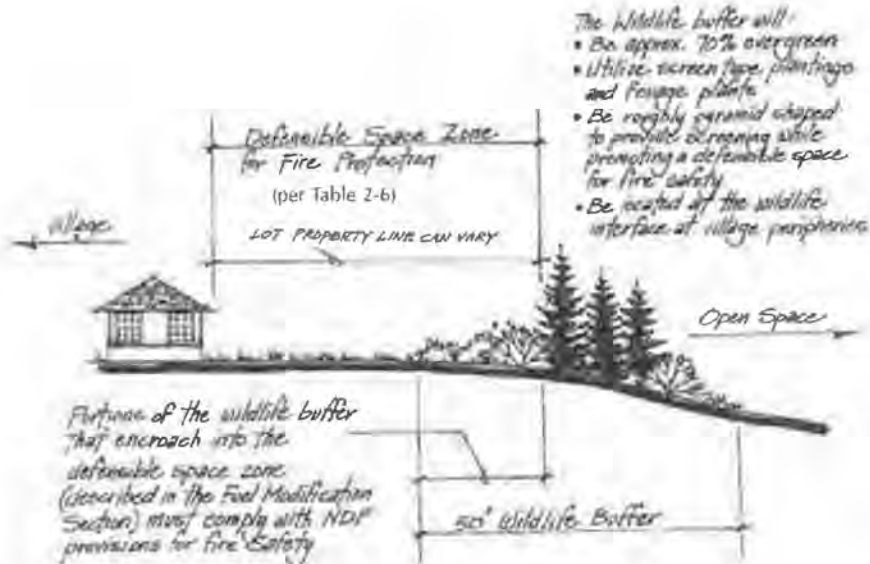 The Wildlife buffer will:
• Be approx. 70% evergreen
• Utilize screen type plantings
and forage plants
• Be roughly pyramid shaped
to provide screening while
promoting a defensible space
for fire safety
• Be located at the wildlife
interface at village peripheries
Defensible Space Zone
for Fire Protection
(per Table 2-6)
LOT PROPERTY LINE CAN VARY
Village
Open Space
Portions of the wildlife buffer
that encroach into the
defensible space zone
(described in the Fuel Modification
Section) must comply with NDF
provisions for fire safety
50' Wildlife Buffer